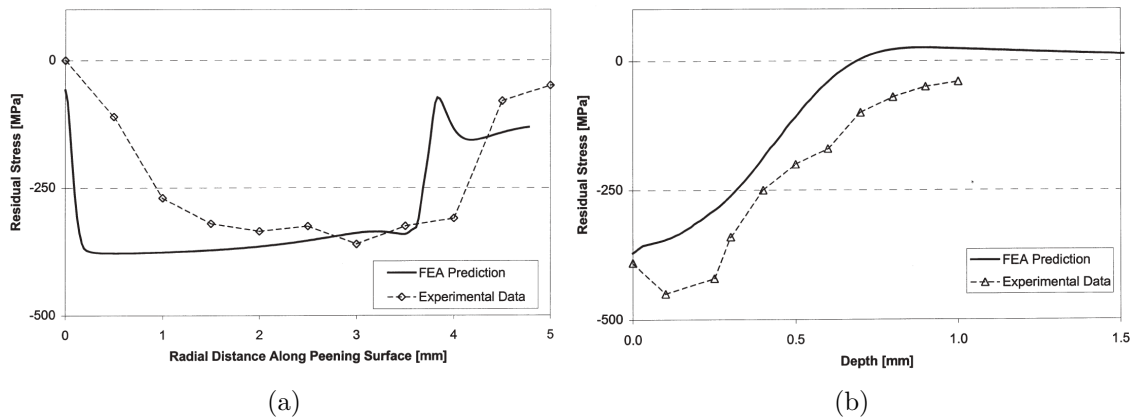 0
-250
-500
Residual Stress [MPa]
0 1 2 3 4 5
Radial Distance Along Peening Surface [mm]
FEA Prediction
Experimental Data
(a)
0
-250
-500
Residual Stress [MPa]
0.0 0.5 1.0 1.5
Depth [mm]
FEA Prediction
Experimental Data
(b)